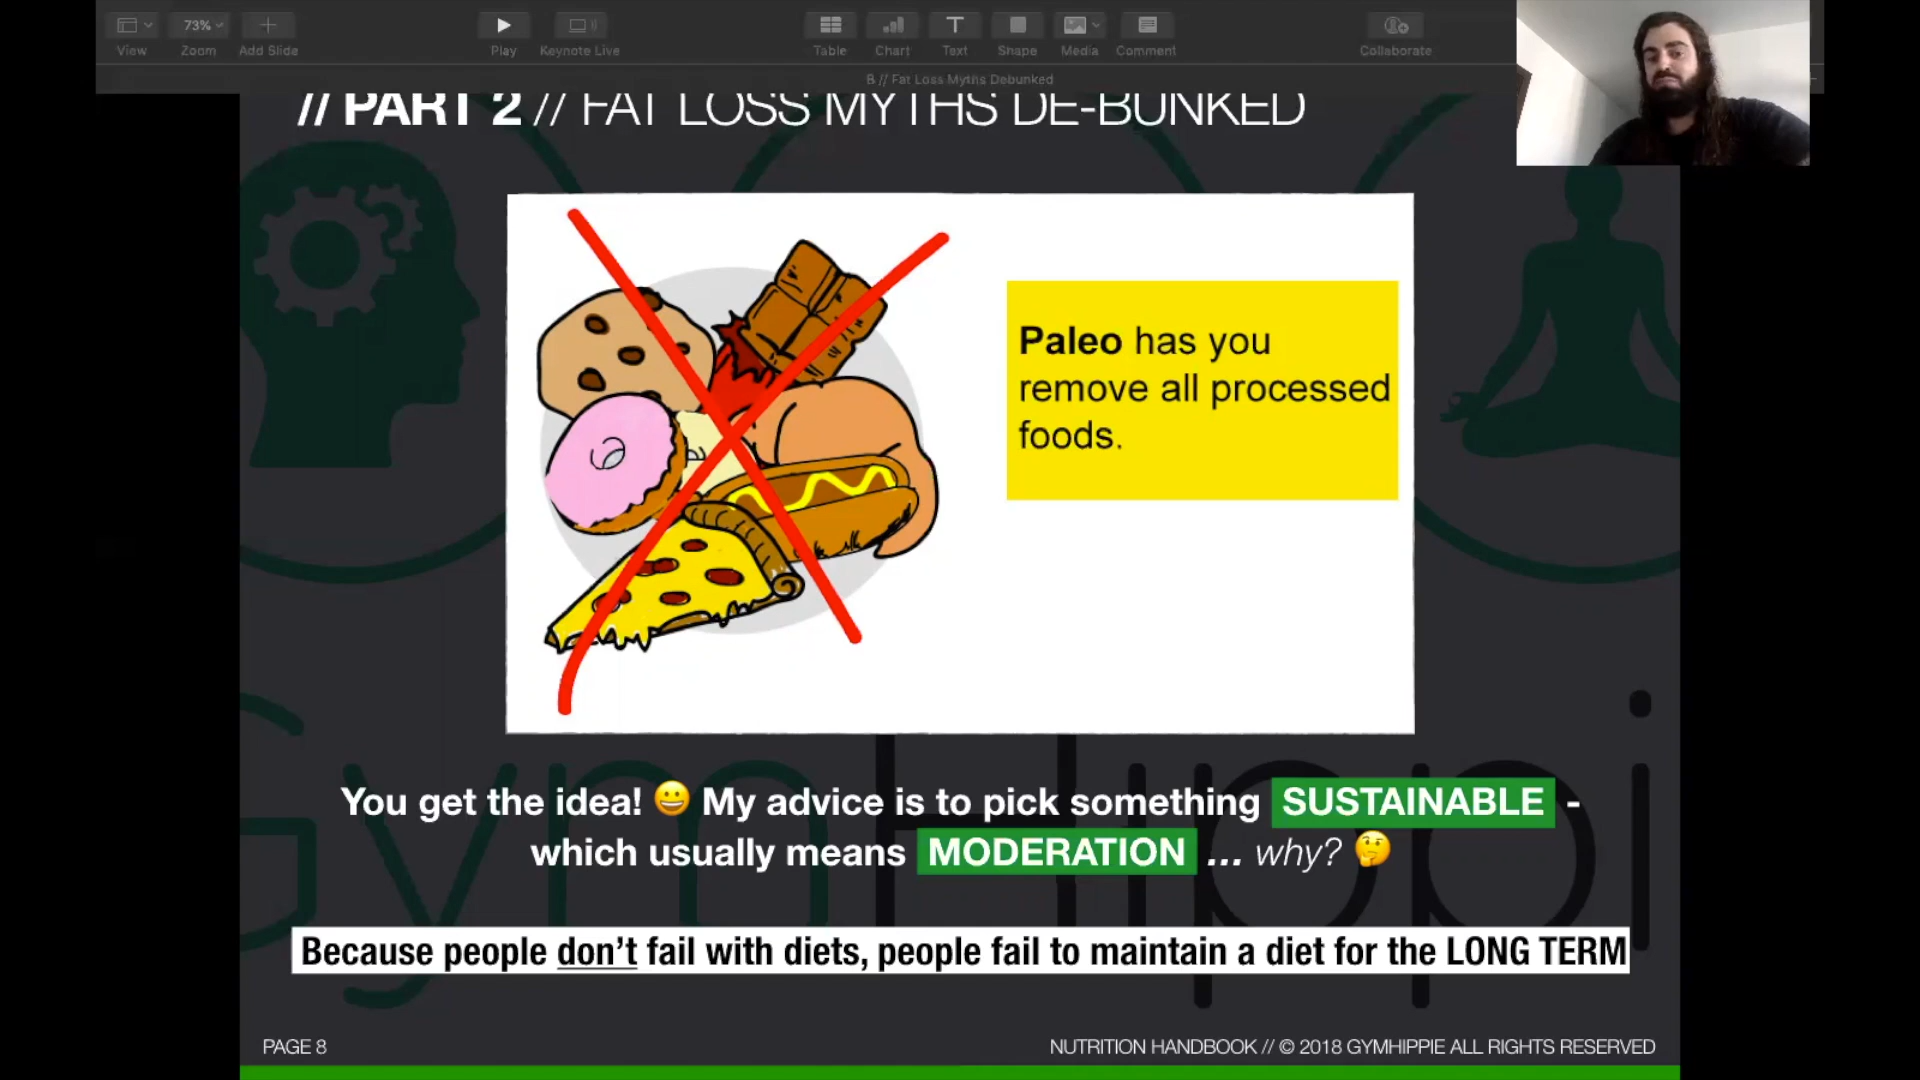 73%
View
Zoom
Add Slide
Play
Keynote Live
Table
Chart
Text
Shape
Media
Comment
Collaborate
B // Fat Loss Myths Debunked
// PART 2 // FAT LOSS MYTHS DE-BUNKED
Paleo has you
remove all processed
foods.
You get the idea! 😀 My advice is to pick something SUSTAINABLE -
which usually means MODERATION ... why? 🤔
Because people don't fail with diets, people fail to maintain a diet for the LONG TERM
GymHippi
PAGE 8
NUTRITION HANDBOOK // © 2018 GYMHIPPIE ALL RIGHTS RESERVED